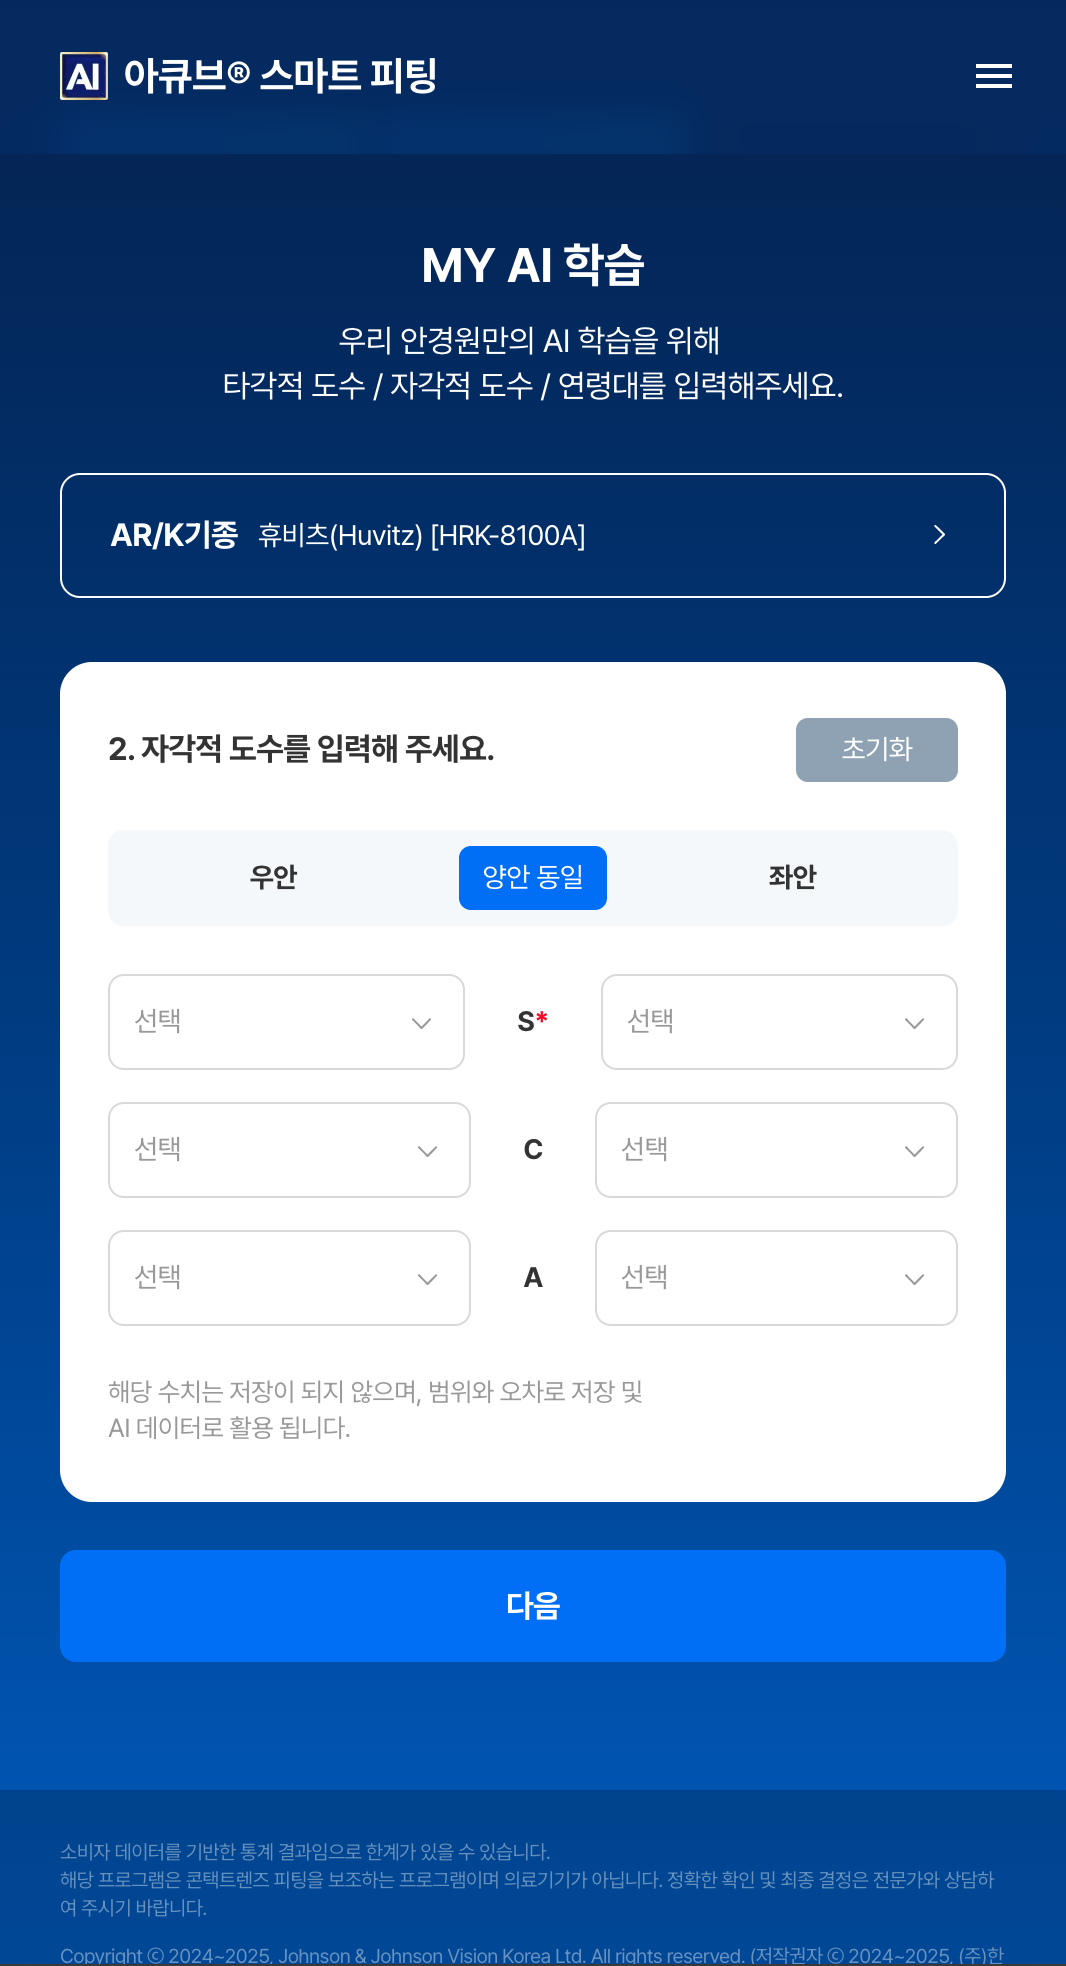 AI 아큐브® 스마트 피팅
MY AI 학습
우리 안경원만의 AI 학습을 위해
타각적 도수 / 자각적 도수 / 연령대를 입력해주세요.
AR/K기종 휴비츠(Huvitz) [HRK-8100A]
2. 자각적 도수를 입력해 주세요.
초기화
우안 양안 동일 좌안
선택 S* 선택
선택 C 선택
선택 A 선택
해당 수치는 저장이 되지 않으며, 범위와 오차로 저장 및
AI 데이터로 활용 됩니다.
다음
소비자 데이터를 기반한 통계 결과임으로 한계가 있을 수 있습니다.
해당 프로그램은 콘택트렌즈 피팅을 보조하는 프로그램이며 의료기기가 아닙니다. 정확한 확인 및 최종 결정은 전문가와 상담하
여 주시기 바랍니다.
Copyright ⓒ 2024~2025, Johnson & Johnson Vision Korea Ltd. All rights reserved. (저작권자 ⓒ 2024~2025, (주)한